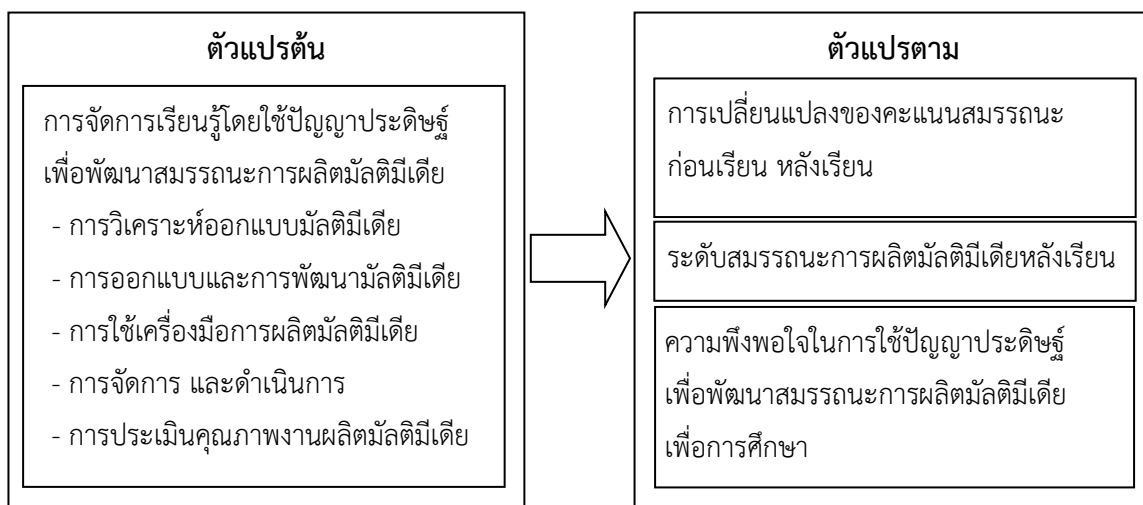 ตัวแปรต้น
การจัดการเรียนรู้โดยใช้ปัญญาประดิษฐ์
เพื่อพัฒนาสมรรถนะการผลิตมัลติมีเดีย
- การวิเคราะห์ออกแบบมัลติมีเดีย
- การออกแบบและการพัฒนามัลติมีเดีย
- การใช้เครื่องมือการผลิตมัลติมีเดีย
- การจัดการ และดำเนินการ
- การประเมินคุณภาพงานผลิตมัลติมีเดีย
ตัวแปรตาม
การเปลี่ยนแปลงของคะแนนสมรรถนะ
ก่อนเรียน หลังเรียน
ระดับสมรรถนะการผลิตมัลติมีเดียหลังเรียน
ความพึงพอใจในการใช้ปัญญาประดิษฐ์
เพื่อพัฒนาสมรรถนะการผลิตมัลติมีเดีย
เพื่อการศึกษา